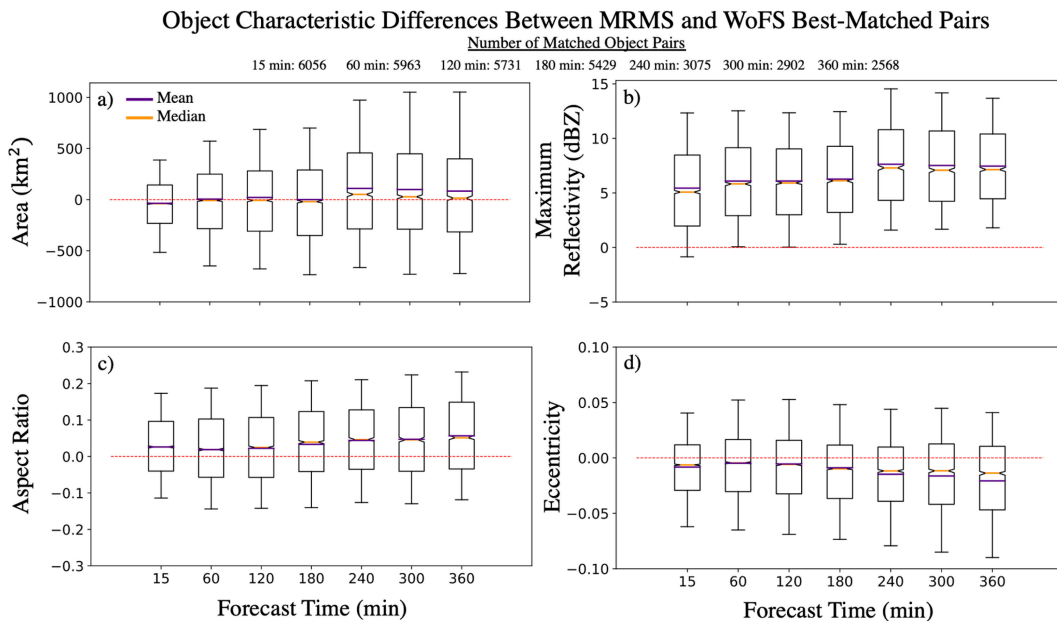 Object Characteristic Differences Between MRMS and WoFS Best-Matched Pairs
Number of Matched Object Pairs
15 min: 6056 60 min: 5963 120 min: 5731 180 min: 5429 240 min: 3075 300 min: 2902 360 min: 2568
a)
Mean
Median
Area (km²)
1000
500
0
−500
−1000
b)
Maximum
Reflectivity (dBZ)
15
10
5
0
−5
c)
Aspect Ratio
0.3
0.2
0.1
0.0
−0.1
−0.2
−0.3
15 60 120 180 240 300 360
Forecast Time (min)
d)
Eccentricity
0.10
0.05
0.00
−0.05
−0.10
15 60 120 180 240 300 360
Forecast Time (min)